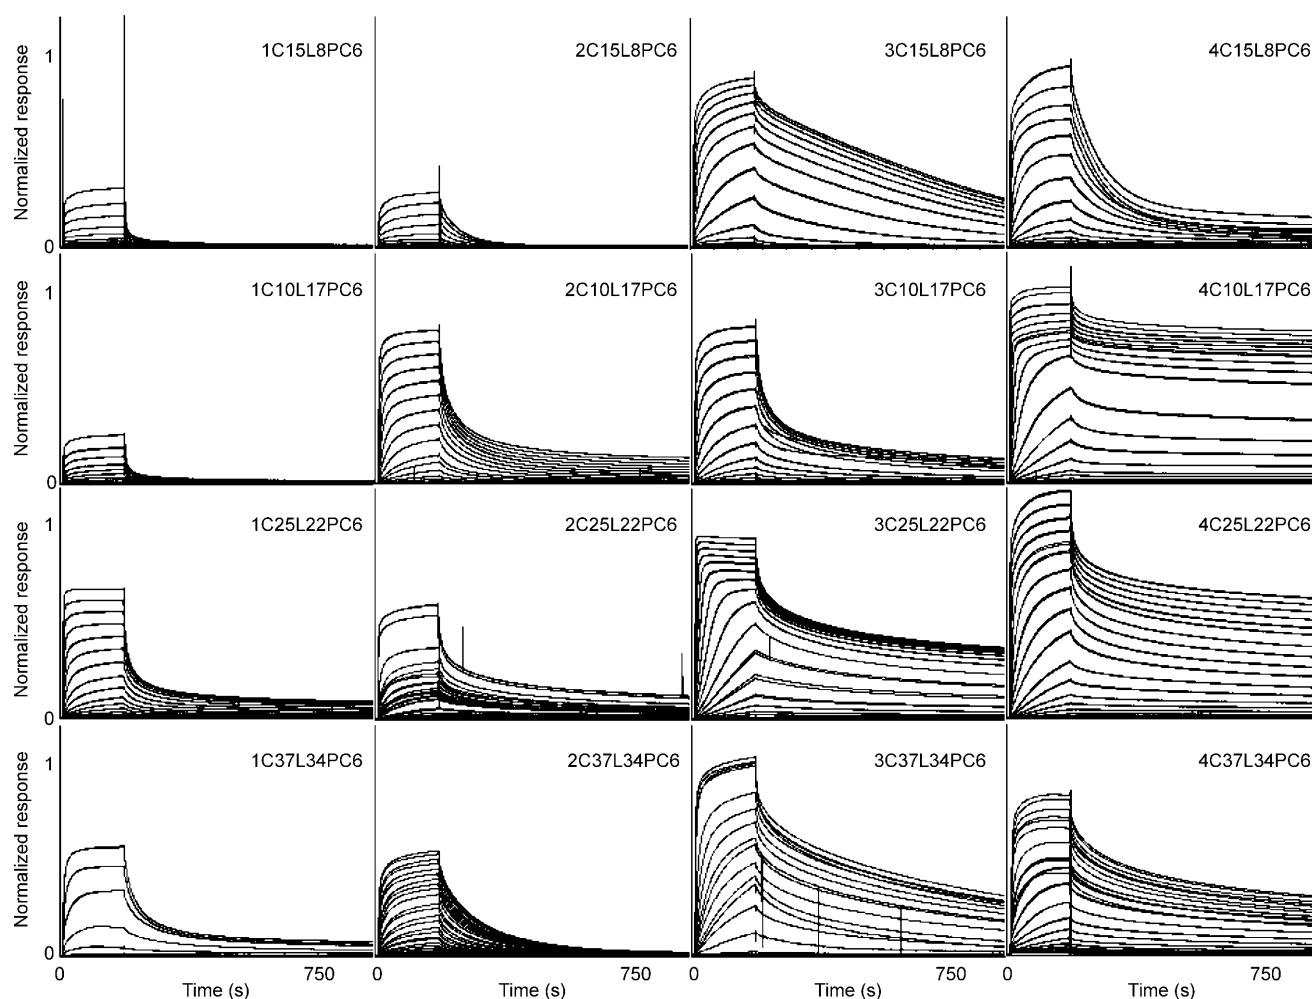 1C15L8PC6 2C15L8PC6 3C15L8PC6 4C15L8PC6
1
Normalized response
0
1C10L17PC6 2C10L17PC6 3C10L17PC6 4C10L17PC6
1
Normalized response
0
1C25L22PC6 2C25L22PC6 3C25L22PC6 4C25L22PC6
1
Normalized response
0
1C37L34PC6 2C37L34PC6 3C37L34PC6 4C37L34PC6
1
Normalized response
0
0 750 0 750 0 750 0 750
Time (s) Time (s) Time (s) Time (s)